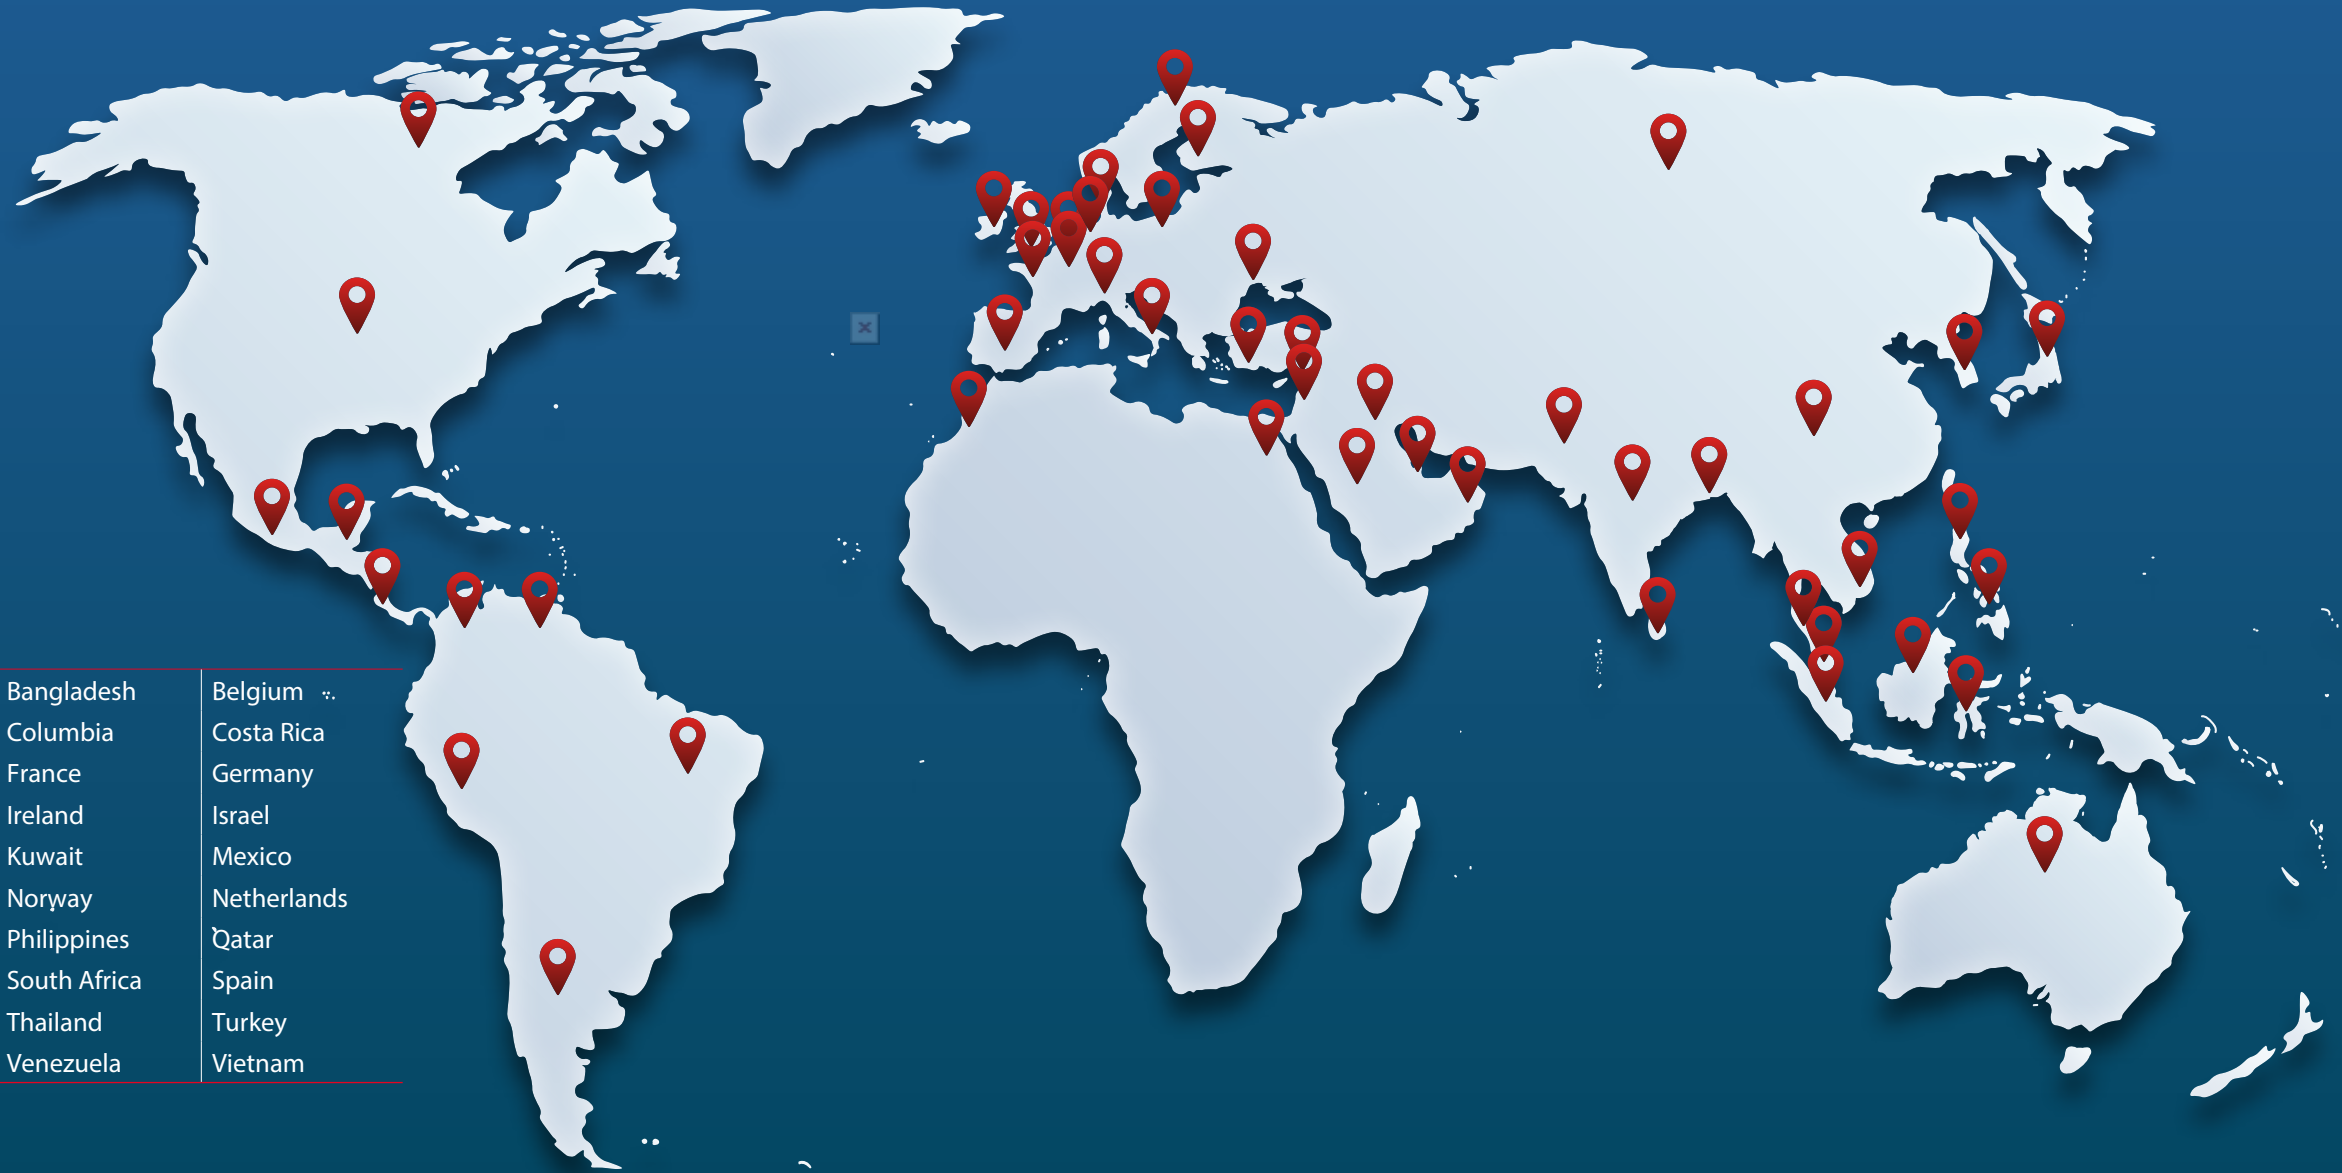 Bangladesh Belgium
Columbia Costa Rica
France Germany
Ireland Israel
Kuwait Mexico
Norway Netherlands
Philippines Qatar
South Africa Spain
Thailand Turkey
Venezuela Vietnam